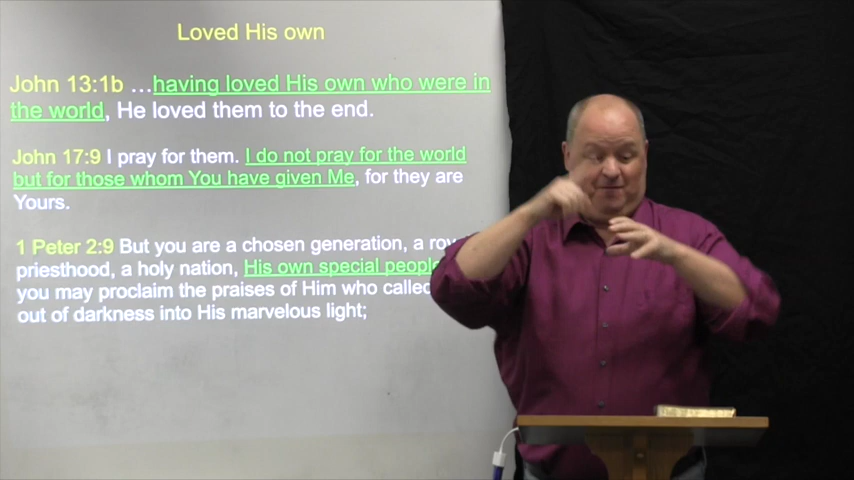 Loved His own
John 13:1b …having loved His own who were in
the world, He loved them to the end.
John 17:9 I pray for them. I do not pray for the world
but for those whom You have given Me, for they are
Yours.
1 Peter 2:9 But you are a chosen generation, a
priesthood, a holy nation, His own special people
you may proclaim the praises of Him who called
out of darkness into His marvelous light;